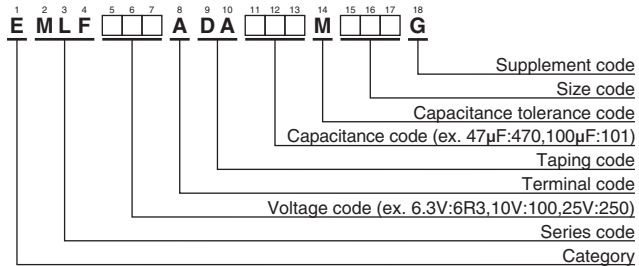 1 2 3 4 5 6 7 8 9 10 11 12 13 14 15 16 17 18
E M L F □□□ A D A □□□ M □□□ G
Supplement code
Size code
Capacitance tolerance code
Capacitance code (ex. 47µF:470,100µF:101)
Taping code
Terminal code
Voltage code (ex. 6.3V:6R3,10V:100,25V:250)
Series code
Category